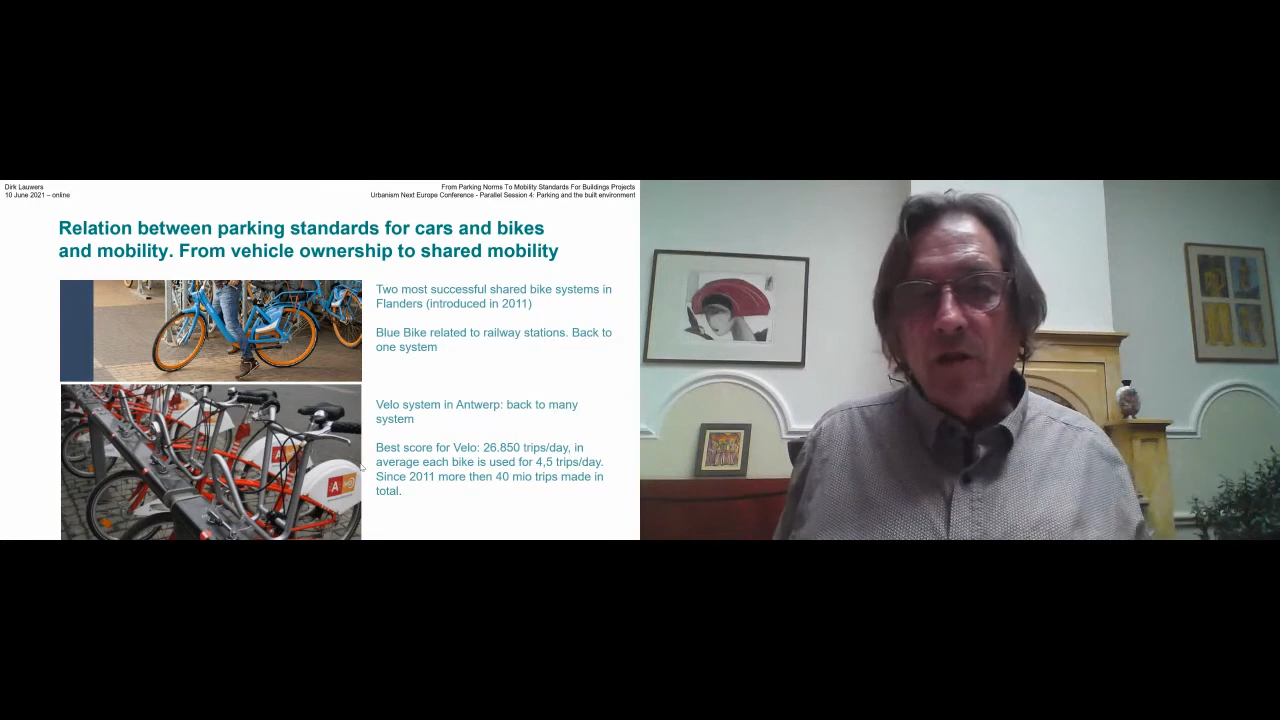 Dirk Lauwers
10 June 2021 – online
From Parking Norms To Mobility Standards For Buildings Projects
Urbanism Next Europe Conference - Parallel Session 4: Parking and the built environment
Relation between parking standards for cars and bikes
and mobility. From vehicle ownership to shared mobility
Two most successful shared bike systems in
Flanders (introduced in 2011)
Blue Bike related to railway stations. Back to
one system
Velo system in Antwerp: back to many
system
Best score for Velo: 26.850 trips/day, in
average each bike is used for 4,5 trips/day.
Since 2011 more then 40 mio trips made in
total.
A
A